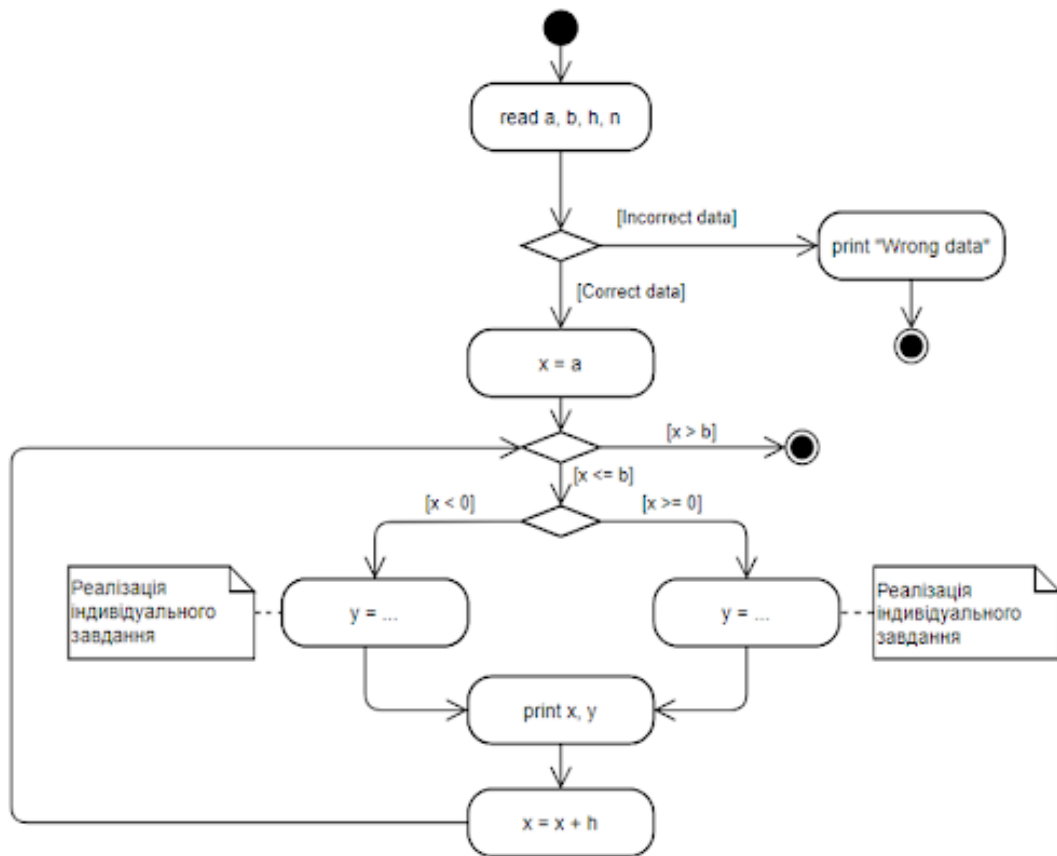 read a, b, h, n
[Incorrect data]
print "Wrong data"
[Correct data]
x = a
[x > b]
[x <= b]
[x < 0]
[x >= 0]
Реалізація
індивідуального
завдання
y = ...
y = ...
Реалізація
індивідуального
завдання
print x, y
x = x + h